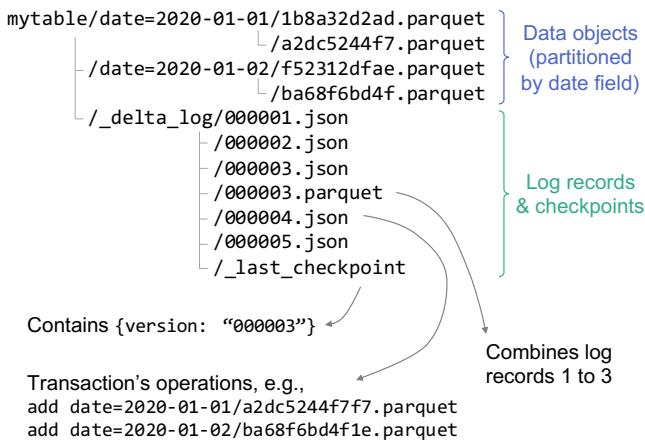 mytable/date=2020-01-01/1b8a32d2ad.parquet
/a2dc5244f7.parquet
/date=2020-01-02/f52312dfae.parquet
/ba68f6bd4f.parquet
/_delta_log/000001.json
/000002.json
/000003.json
/000003.parquet
/000004.json
/000005.json
/_last_checkpoint
Data objects
(partitioned
by date field)
Log records
& checkpoints
Contains {version: “000003”}
Combines log
records 1 to 3
Transaction’s operations, e.g.,
add date=2020-01-01/a2dc5244f7f7.parquet
add date=2020-01-02/ba68f6bd4f1e.parquet